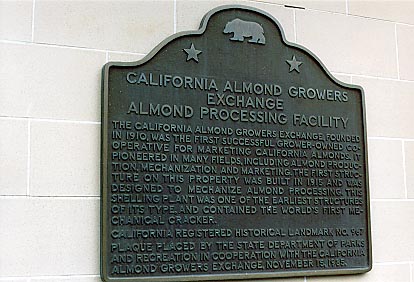 CALIFORNIA ALMOND GROWERS
EXCHANGE
ALMOND PROCESSING FACILITY
THE CALIFORNIA ALMOND GROWERS EXCHANGE, FOUNDED
IN 1910, WAS THE FIRST SUCCESSFUL GROWER-OWNED CO-
OPERATIVE FOR MARKETING CALIFORNIA ALMONDS. IT
PIONEERED IN MANY FIELDS, INCLUDING ALMOND PRODUC-
TION, MECHANIZATION, AND MARKETING. THE FIRST STRUC-
TURE ON THIS PROPERTY WAS BUILT IN 1915 AND WAS
DESIGNED TO MECHANIZE ALMOND PROCESSING. THIS
SHELLING PLANT WAS ONE OF THE EARLIEST STRUCTURES
OF ITS TYPE, AND CONTAINED THE WORLD'S FIRST ME-
CHANICAL CRACKER.
CALIFORNIA REGISTERED HISTORICAL LANDMARK NO. 967
PLAQUE PLACED BY THE STATE DEPARTMENT OF PARKS
AND RECREATION IN COOPERATION WITH THE CALIFORNIA
ALMOND GROWERS EXCHANGE, NOVEMBER 15, 1985.